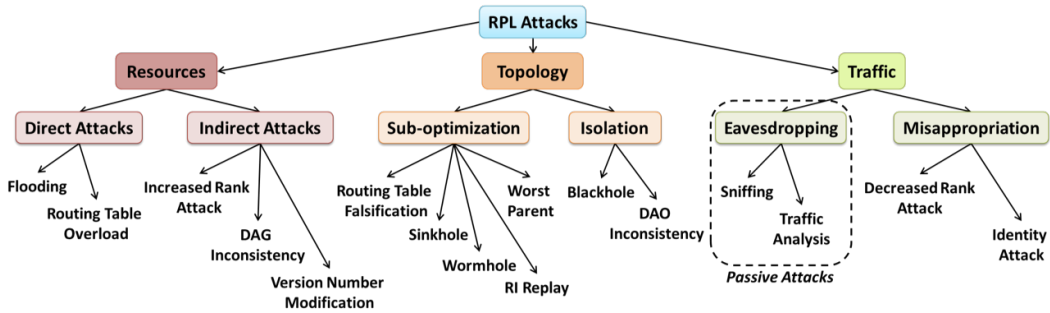 RPL Attacks
Resources
Topology
Traffic
Direct Attacks
Indirect Attacks
Sub-optimization
Isolation
Eavesdropping
Misappropriation
Flooding
Routing Table
Overload
Increased Rank
Attack
DAG
Inconsistency
Version Number
Modification
Routing Table
Falsification
Sinkhole
Wormhole
RI Replay
Worst
Parent
Blackhole
DAO
Inconsistency
Sniffing
Traffic
Analysis
Passive Attacks
Decreased Rank
Attack
Identity
Attack